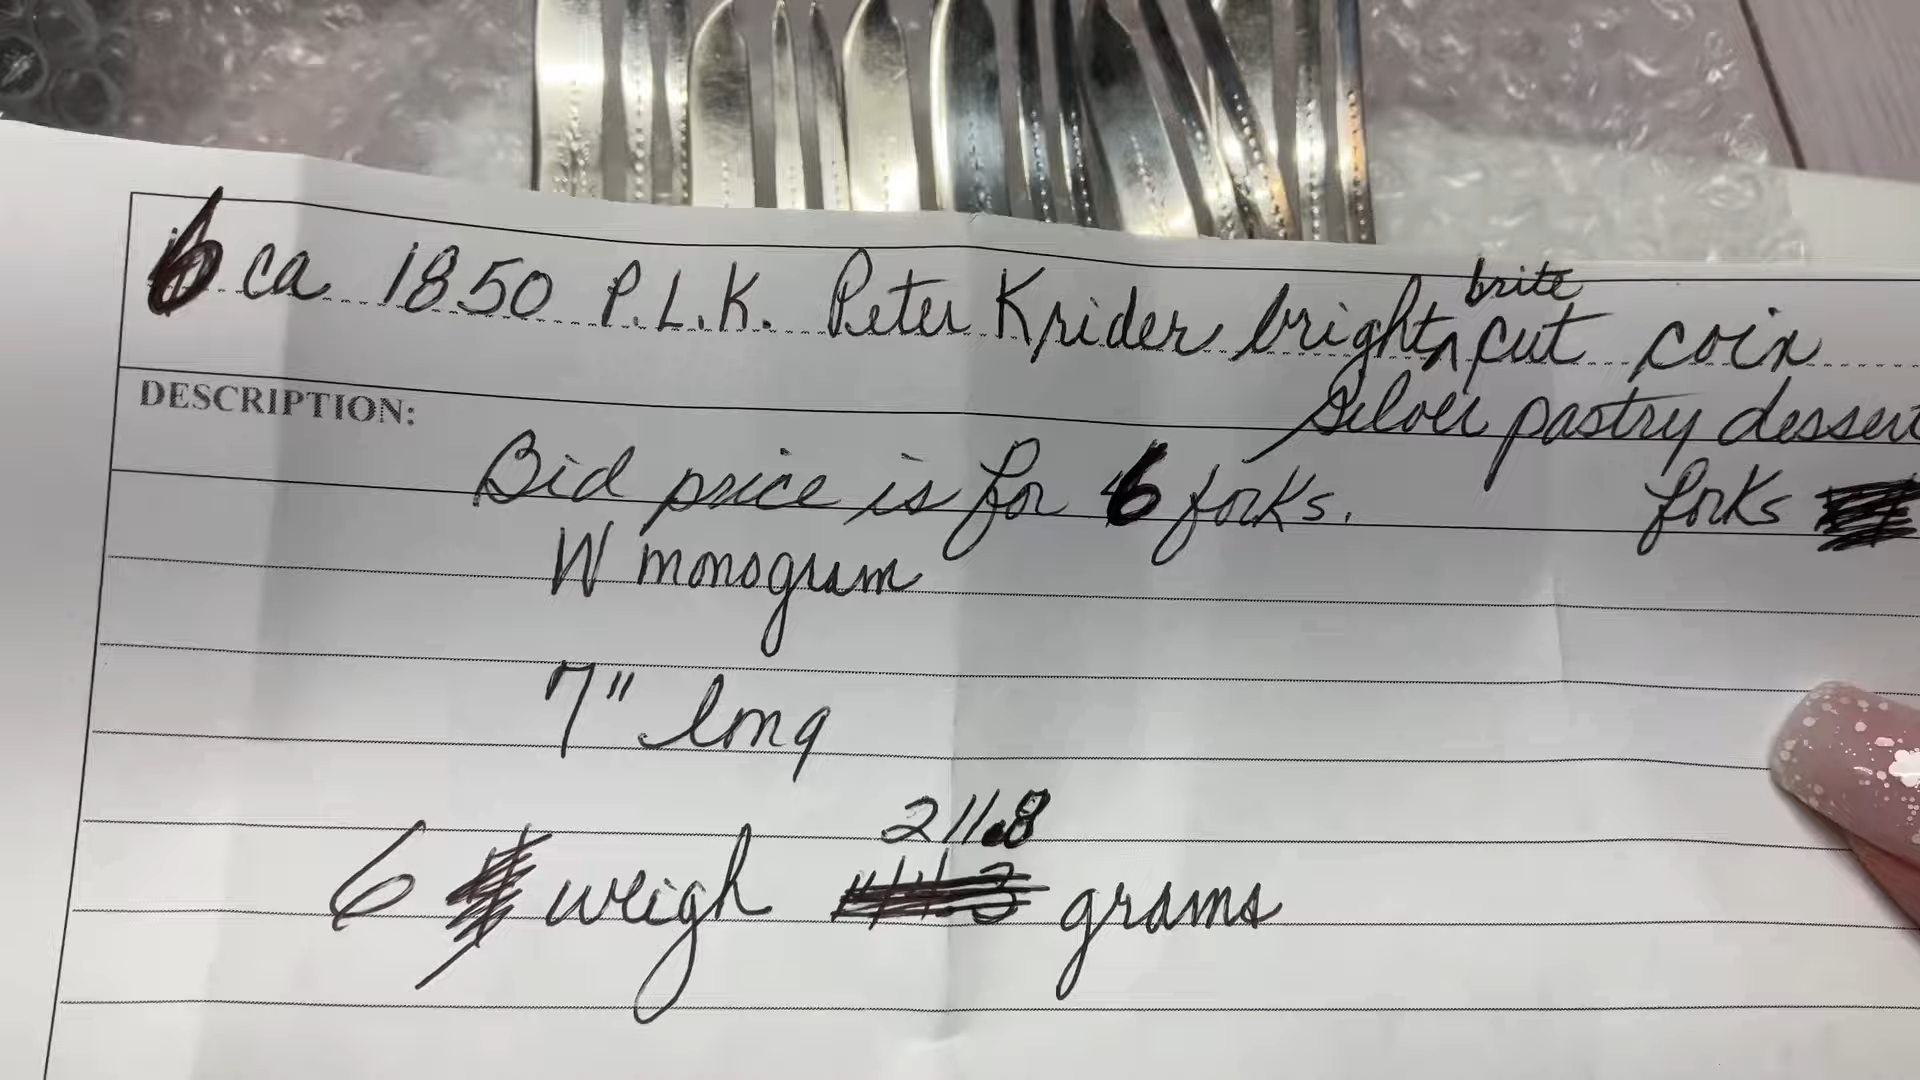 6 ca 1850 P.L.K. Peter Krider bright brite cut coin
silver pastry dessert
forks
DESCRIPTION:
Bid price is for 6 forks.
W monogram
7" long
211.8
6 weigh grams